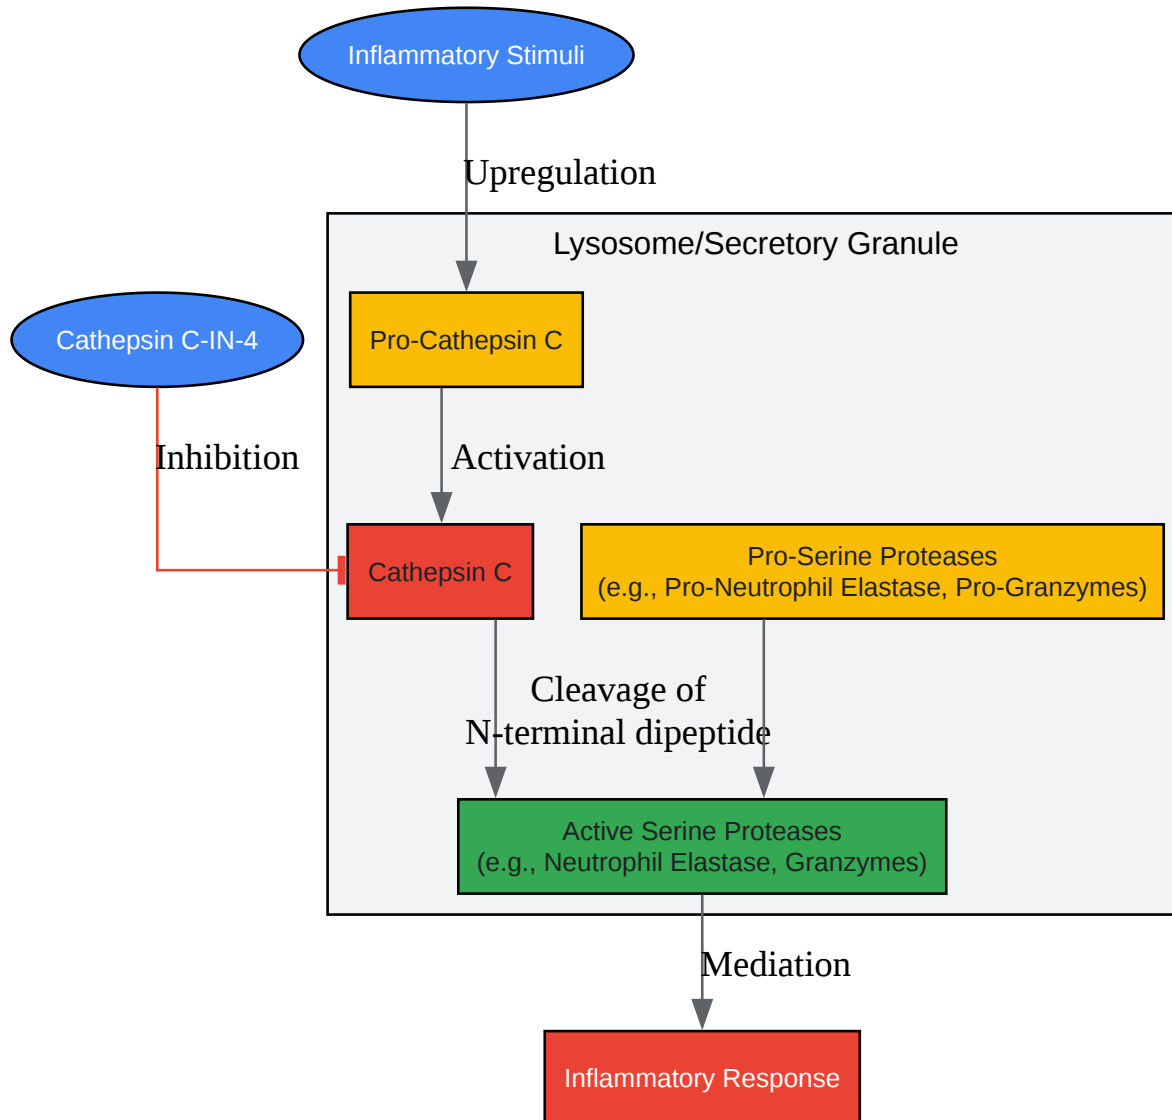 Inflammatory Stimuli
Upregulation
Lysosome/Secretory Granule
Cathepsin C-IN-4
Pro-Cathepsin C
Inhibition
Activation
Cathepsin C
Pro-Serine Proteases
(e.g., Pro-Neutrophil Elastase, Pro-Granzymes)
Cleavage of
N-terminal dipeptide
Active Serine Proteases
(e.g., Neutrophil Elastase, Granzymes)
Mediation
Inflammatory Response